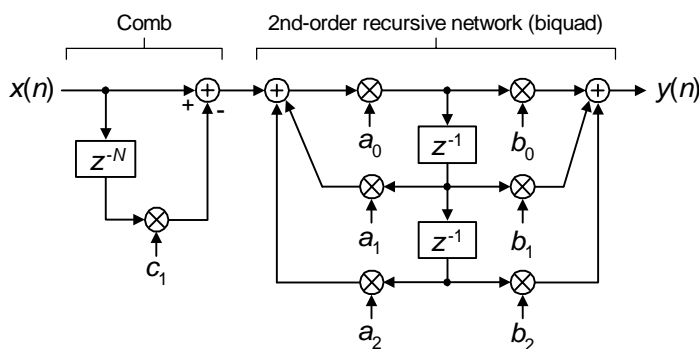 Comb
2nd-order recursive network (biquad)
x(n)
+
-
y(n)
a₀
b₀
z⁻ᴺ
z⁻¹
c₁
a₁
b₁
z⁻¹
a₂
b₂